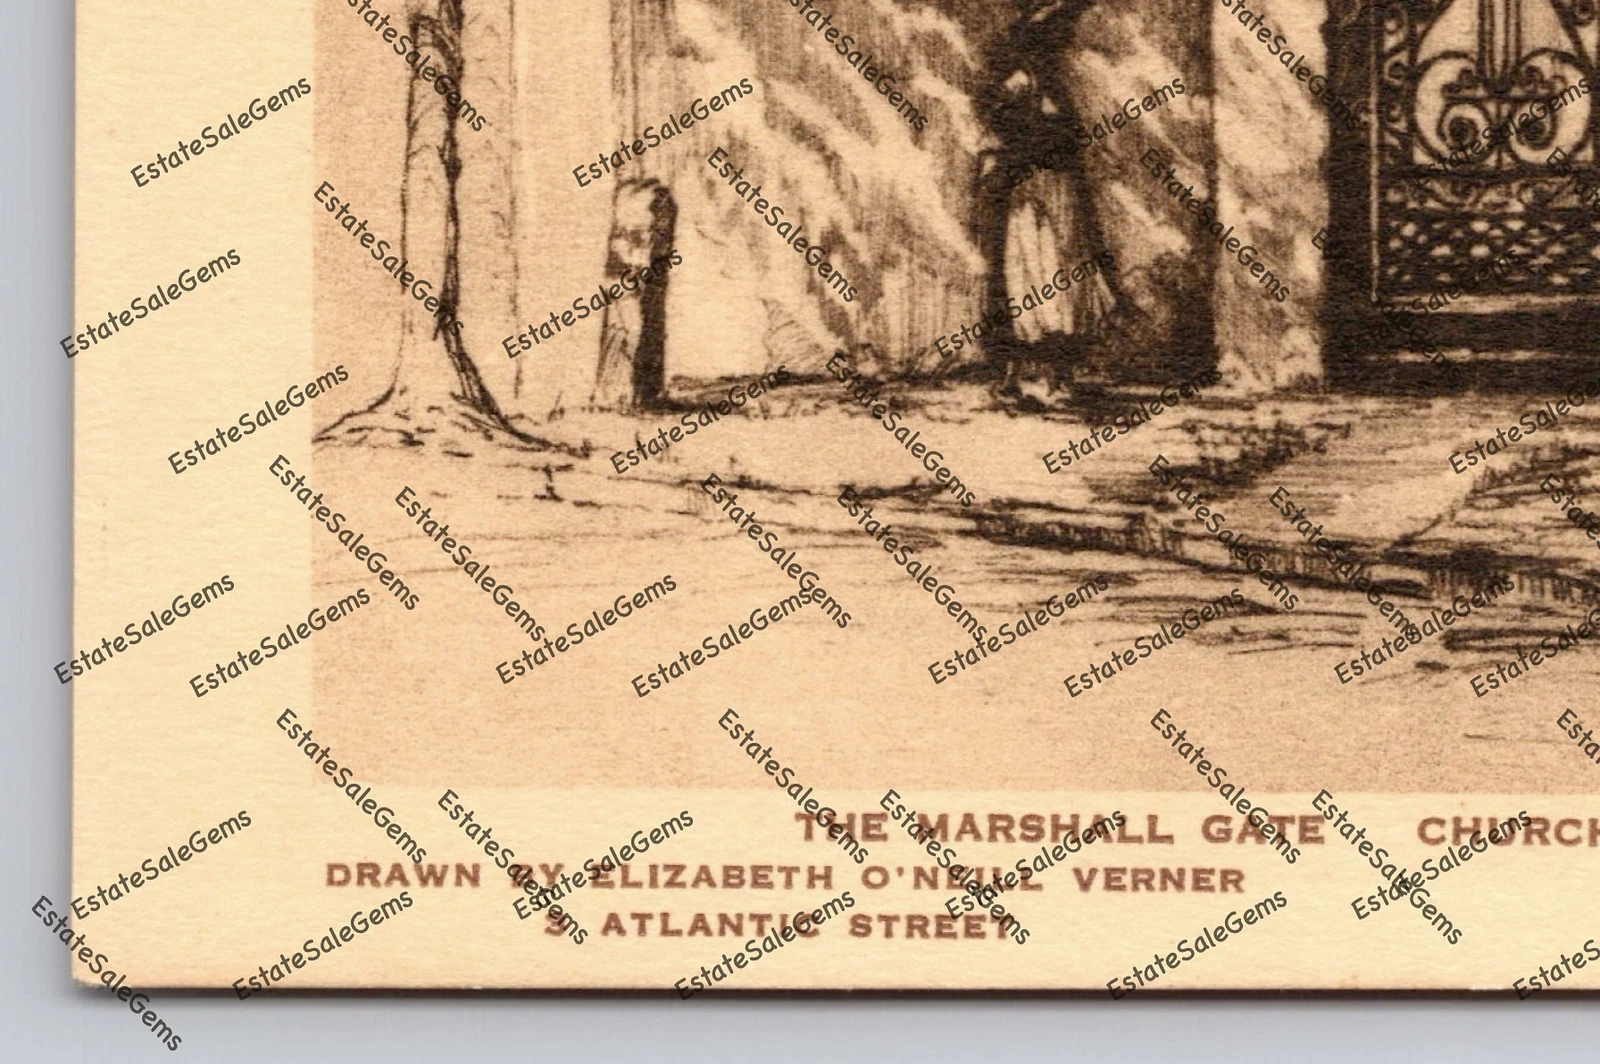 THE MARSHALL GATE CHURCH
DRAWN BY ELIZABETH O'NEILL VERNER
3 ATLANTIC STREET
EstateSaleGems